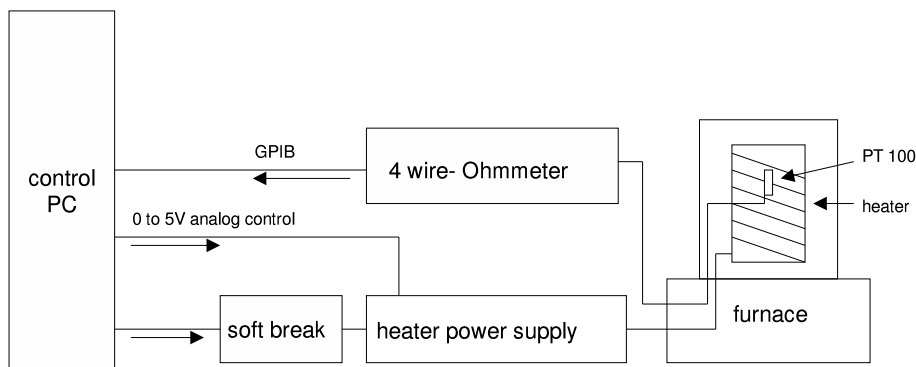 control
PC
GPIB
4 wire- Ohmmeter
PT 100
heater
0 to 5V analog control
soft break
heater power supply
furnace